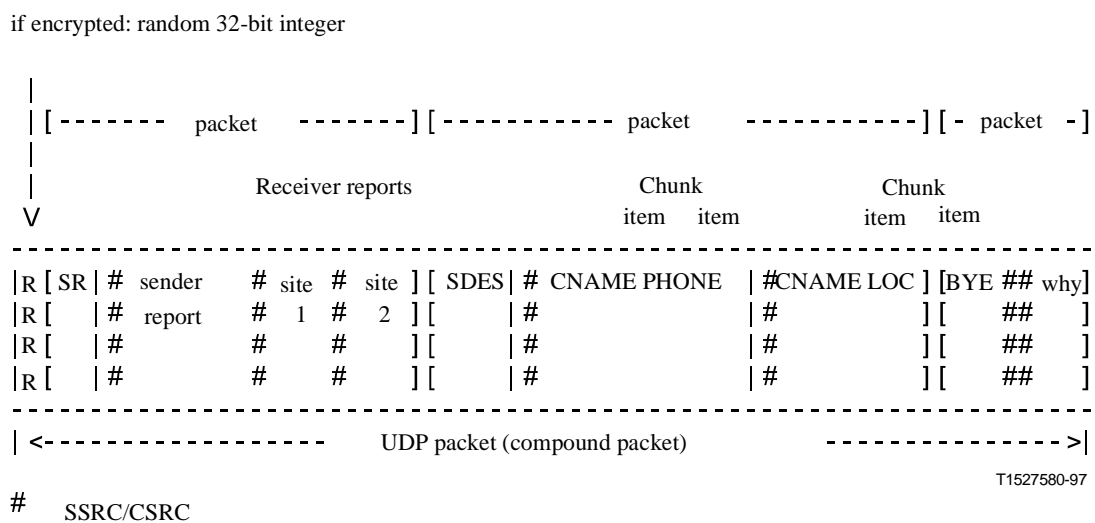 if encrypted: random 32-bit integer
|
|[------- packet -------][------------ packet -----------][- packet -]
|
| Receiver reports Chunk Chunk
V item item item item
--------------------------------------------------------------------
|R[SR|# sender # site # site ][SDES|# CNAME PHONE |#CNAME LOC][BYE ## why]
|R[ |# report # 1 # 2 ][ |# |# ][ ## ]
|R[ |# # # ][ |# |# ][ ## ]
|R[ |# # # ][ |# |# ][ ## ]
--------------------------------------------------------------------
|<------------------ UDP packet (compound packet) --------------->|
T1527580-97
# SSRC/CSRC